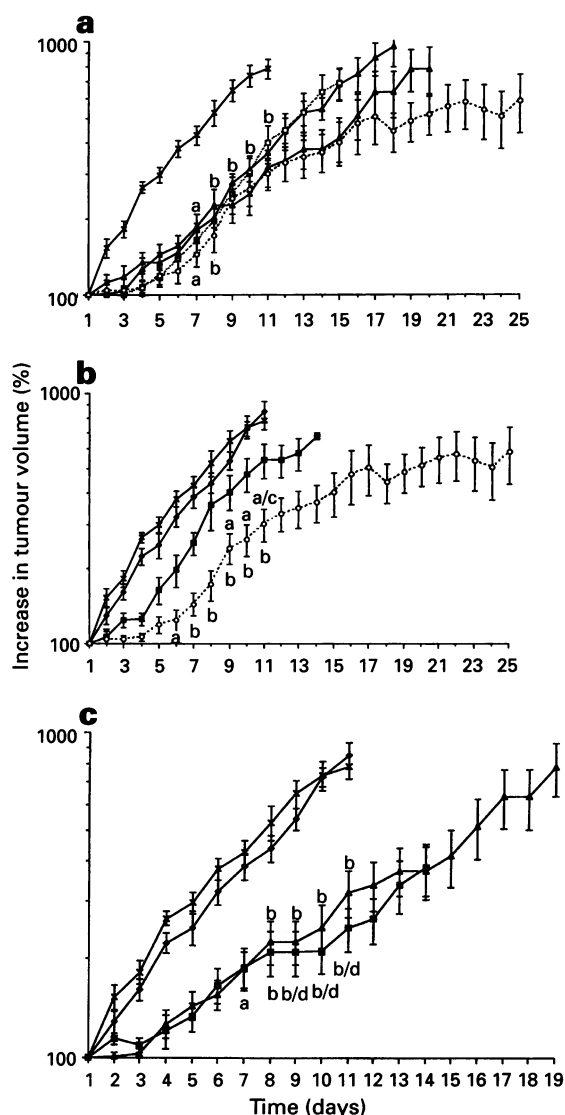 a
1000
b
b
b
b
a
a
b
100
1 3 5 7 9 11 13 15 17 19 21 23 25
Increase in tumour volume (%)
b
1000
a/c
a
a
b
b
b
b
b
a
100
1 3 5 7 9 11 13 15 17 19 21 23 25
c
1000
b
b
b b
b/d
b b/d b/d
a
100
1 2 3 4 5 6 7 8 9 10 11 12 13 14 15 16 17 18 19
Time (days)